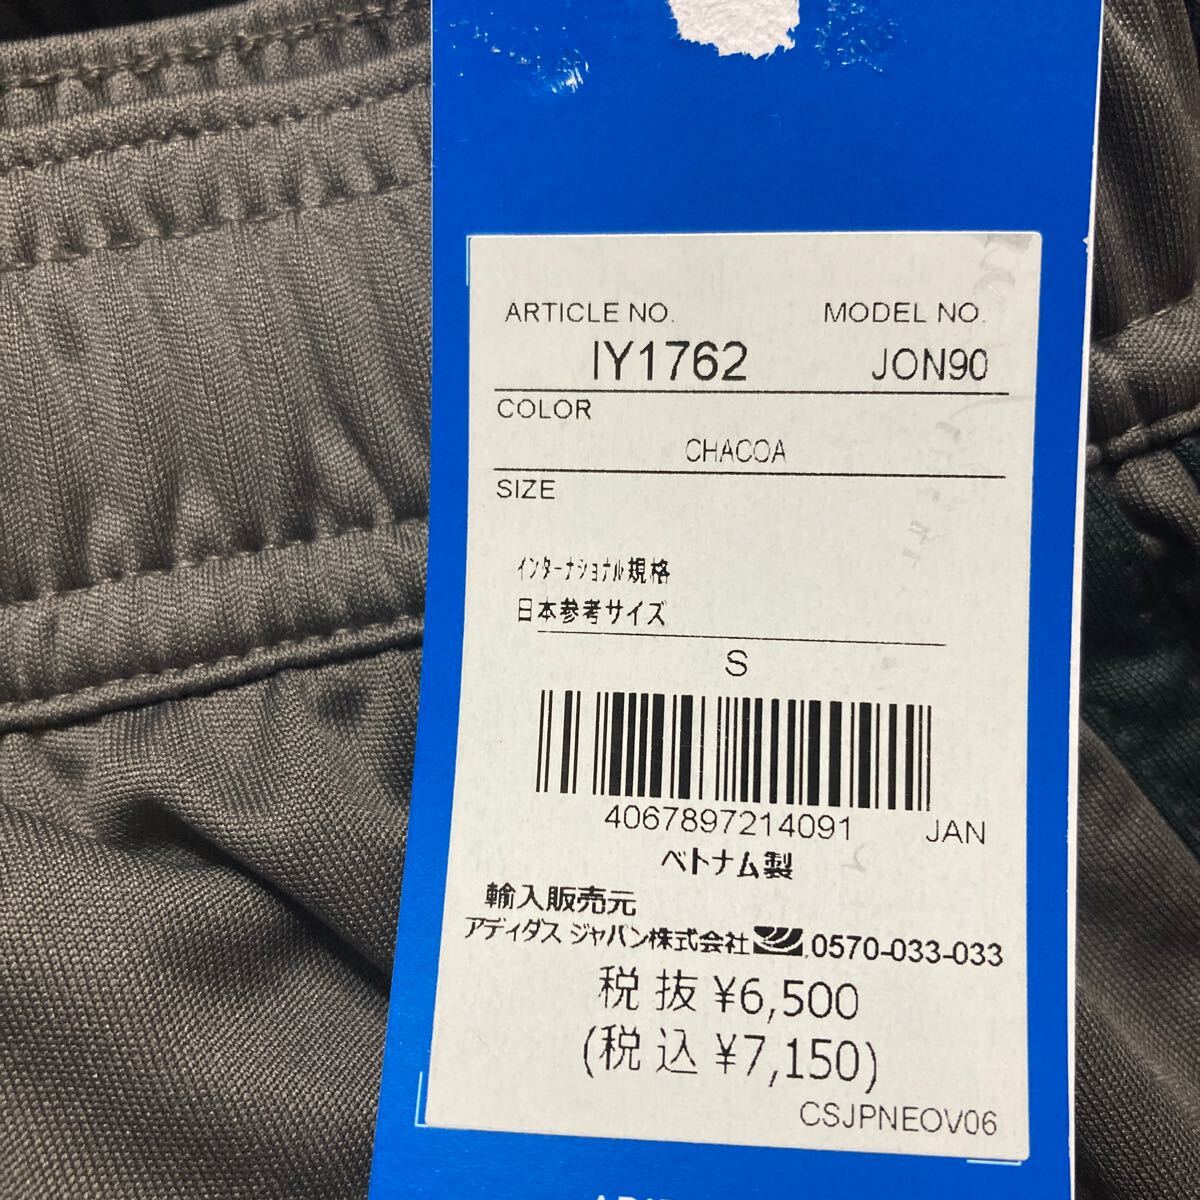 ARTICLE NO. MODEL NO.
IY1762 JON90
COLOR
CHACOA
SIZE
インターナショナル規格
日本参考サイズ
S
4067897214091 JAN
ベトナム製
輸入販売元
アディダス ジャパン株式会社 0570-033-033
税 抜 ¥6,500
(税 込 ¥7,150)
CSJPNEOV06